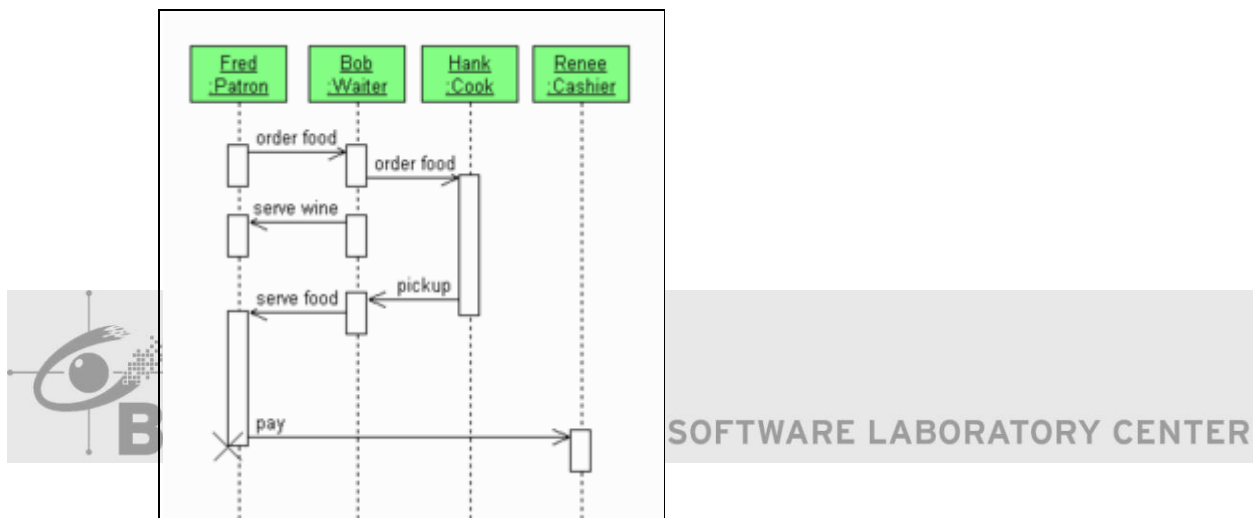 Fred
:Patron
Bob
:Waiter
Hank
:Cook
Renee
:Cashier
order food
order food
serve wine
pickup
serve food
pay
B
SOFTWARE LABORATORY CENTER